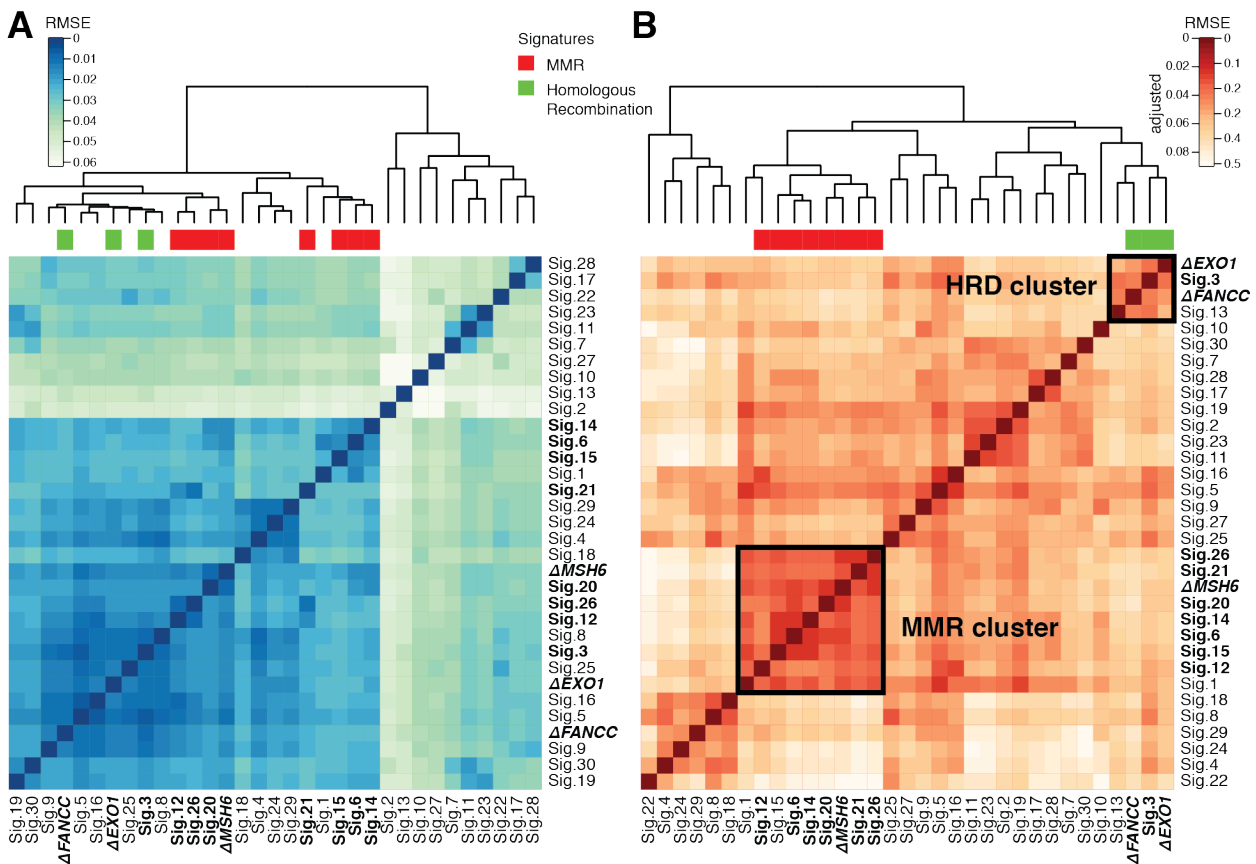 A
RMSE
0
0.01
0.02
0.03
0.04
0.05
0.06
Signatures
MMR
Homologous
Recombination
Sig.28
Sig.17
Sig.22
Sig.23
Sig.11
Sig.7
Sig.27
Sig.10
Sig.13
Sig.2
Sig.14
Sig.6
Sig.15
Sig.1
Sig.21
Sig.29
Sig.24
Sig.4
Sig.18
ΔMSH6
Sig.20
Sig.26
Sig.12
Sig.8
Sig.3
Sig.25
ΔEXO1
Sig.16
Sig.5
ΔFANCC
Sig.9
Sig.30
Sig.19
Sig.19
Sig.30
Sig.9
ΔFANCC
Sig.5
Sig.16
ΔEXO1
Sig.25
Sig.3
Sig.8
Sig.12
Sig.26
Sig.20
ΔMSH6
Sig.18
Sig.4
Sig.24
Sig.29
Sig.21
Sig.1
Sig.15
Sig.6
Sig.14
Sig.2
Sig.13
Sig.10
Sig.27
Sig.7
Sig.11
Sig.23
Sig.22
Sig.17
Sig.28
B
RMSE
adjusted
0 0
0.02 0.1
0.04 0.2
0.06 0.3
0.08 0.4
0.5
HRD cluster
MMR cluster
ΔEXO1
Sig.3
ΔFANCC
Sig.13
Sig.10
Sig.30
Sig.7
Sig.28
Sig.17
Sig.19
Sig.2
Sig.23
Sig.11
Sig.16
Sig.5
Sig.9
Sig.27
Sig.25
Sig.26
Sig.21
ΔMSH6
Sig.20
Sig.14
Sig.6
Sig.15
Sig.12
Sig.1
Sig.18
Sig.8
Sig.29
Sig.24
Sig.4
Sig.22
Sig.22
Sig.4
Sig.24
Sig.29
Sig.8
Sig.18
Sig.1
Sig.12
Sig.15
Sig.6
Sig.14
Sig.20
ΔMSH6
Sig.21
Sig.26
Sig.25
Sig.27
Sig.9
Sig.5
Sig.16
Sig.11
Sig.23
Sig.2
Sig.19
Sig.17
Sig.28
Sig.7
Sig.30
Sig.10
Sig.13
ΔFANCC
Sig.3
ΔEXO1